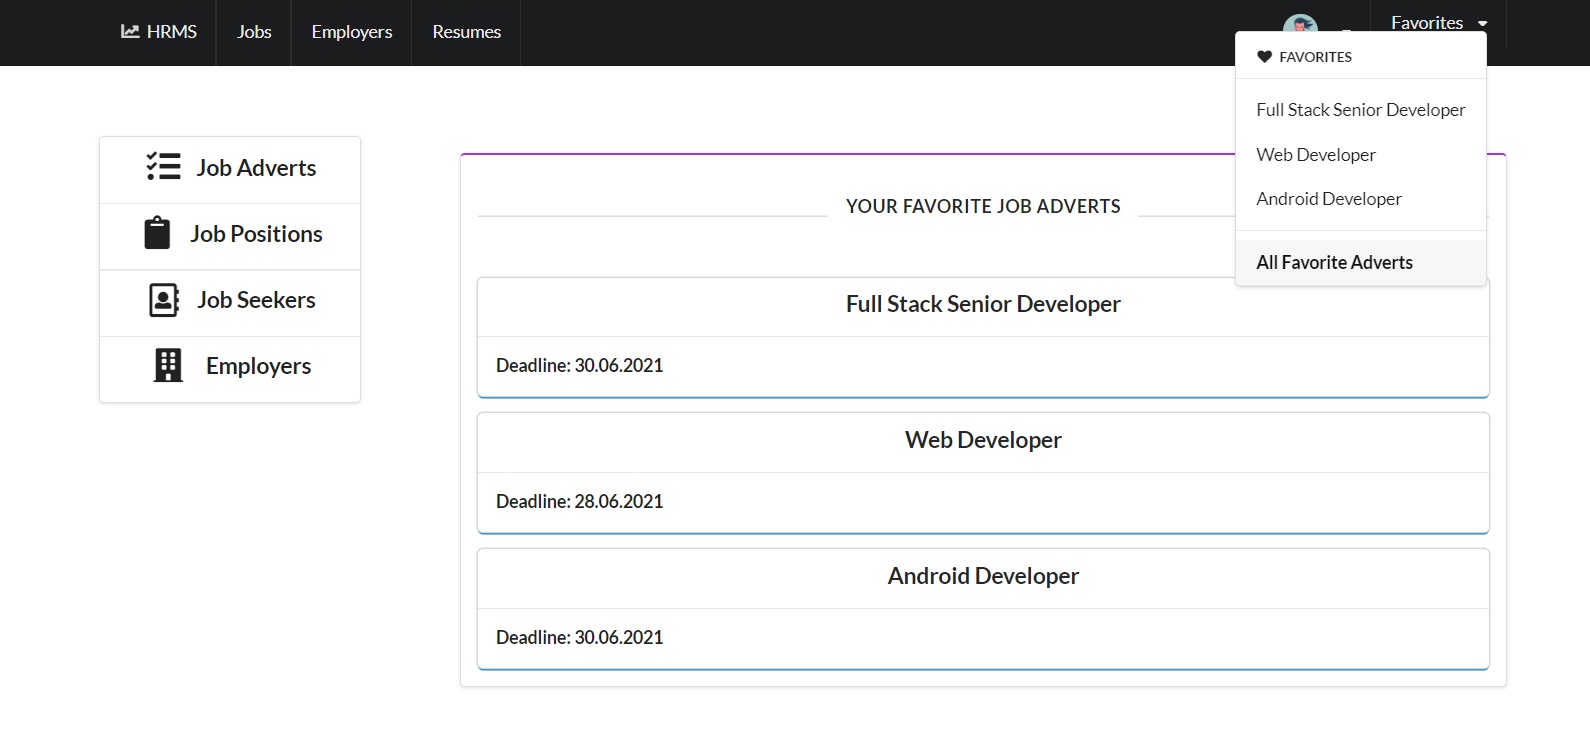 HRMS
Jobs
Employers
Resumes
Favorites
FAVORITES
Full Stack Senior Developer
Web Developer
Android Developer
All Favorite Adverts
Job Adverts
Job Positions
Job Seekers
Employers
YOUR FAVORITE JOB ADVERTS
Full Stack Senior Developer
Deadline: 30.06.2021
Web Developer
Deadline: 28.06.2021
Android Developer
Deadline: 30.06.2021